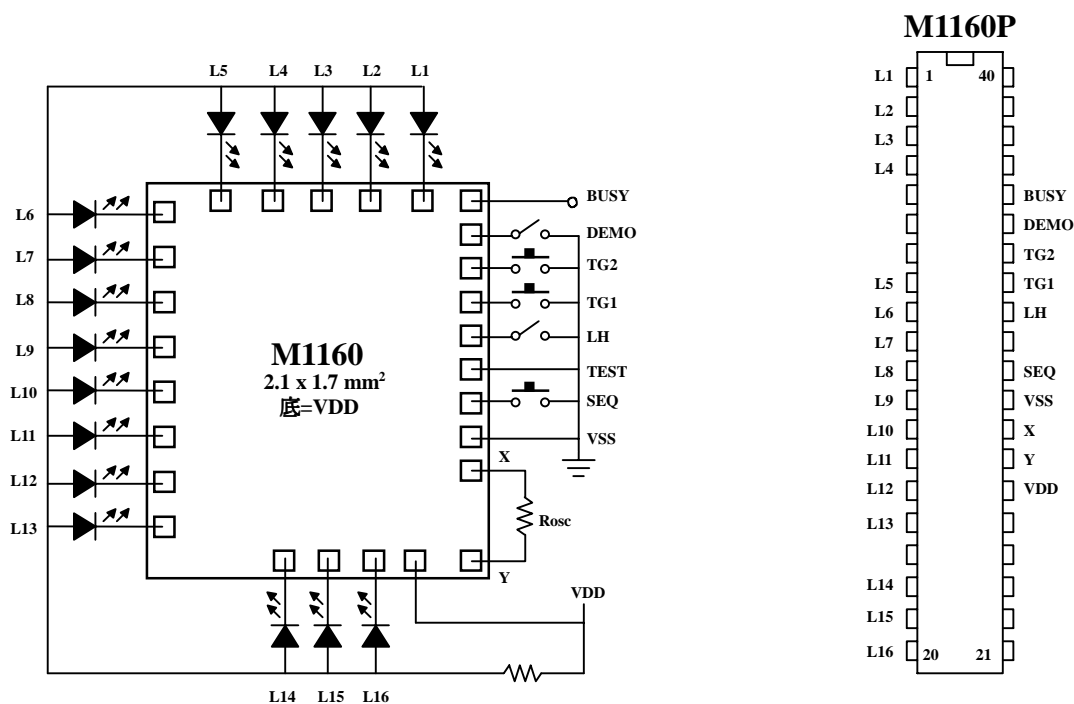 M1160P
L5 L4 L3 L2 L1
L6
L7
L8
L9
L10
L11
L12
L13
M1160
2.1 x 1.7 mm²
底=VDD
BUSY
DEMO
TG2
TG1
LH
TEST
SEQ
VSS
X
Rosc
Y
VDD
L14 L15 L16
L1 1 40
L2
L3
L4
BUSY
DEMO
TG2
L5 TG1
L6 LH
L7
L8 SEQ
L9 VSS
L10 X
L11 Y
L12 VDD
L13
L14
L15
L16 20 21